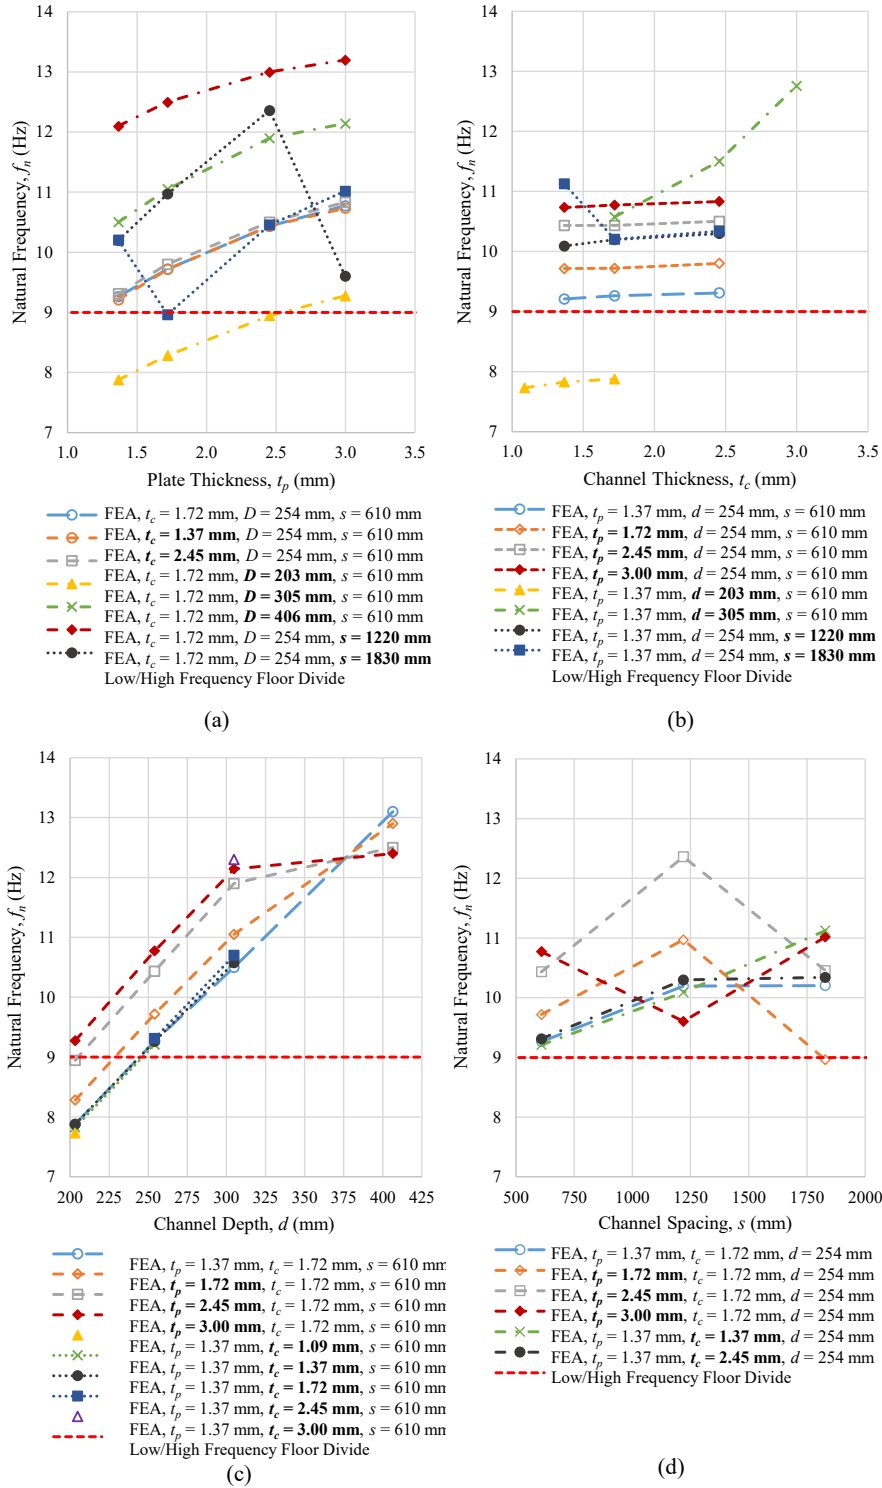 14
13
12
11
10
9
8
7
Natural Frequency, fn (Hz)
1.0 1.5 2.0 2.5 3.0 3.5
Plate Thickness, tp (mm)
FEA, tc = 1.72 mm, D = 254 mm, s = 610 mm
FEA, tc = 1.37 mm, D = 254 mm, s = 610 mm
FEA, tc = 2.45 mm, D = 254 mm, s = 610 mm
FEA, tc = 1.72 mm, D = 203 mm, s = 610 mm
FEA, tc = 1.72 mm, D = 305 mm, s = 610 mm
FEA, tc = 1.72 mm, D = 406 mm, s = 610 mm
FEA, tc = 1.72 mm, D = 254 mm, s = 1220 mm
FEA, tc = 1.72 mm, D = 254 mm, s = 1830 mm
Low/High Frequency Floor Divide
(a)
14
13
12
11
10
9
8
7
Natural Frequency, fn (Hz)
1.0 1.5 2.0 2.5 3.0 3.5
Channel Thickness, tc (mm)
FEA, tp = 1.37 mm, d = 254 mm, s = 610 mm
FEA, tp = 1.72 mm, d = 254 mm, s = 610 mm
FEA, tp = 2.45 mm, d = 254 mm, s = 610 mm
FEA, tp = 3.00 mm, d = 254 mm, s = 610 mm
FEA, tp = 1.37 mm, d = 203 mm, s = 610 mm
FEA, tp = 1.37 mm, d = 305 mm, s = 610 mm
FEA, tp = 1.37 mm, d = 254 mm, s = 1220 mm
FEA, tp = 1.37 mm, d = 254 mm, s = 1830 mm
Low/High Frequency Floor Divide
(b)
14
13
12
11
10
9
8
7
Natural Frequency, fn (Hz)
200 225 250 275 300 325 350 375 400 425
Channel Depth, d (mm)
FEA, tp = 1.37 mm, tc = 1.72 mm, s = 610 mm
FEA, tp = 1.72 mm, tc = 1.72 mm, s = 610 mm
FEA, tp = 2.45 mm, tc = 1.72 mm, s = 610 mm
FEA, tp = 3.00 mm, tc = 1.72 mm, s = 610 mm
FEA, tp = 1.37 mm, tc = 1.09 mm, s = 610 mm
FEA, tp = 1.37 mm, tc = 1.37 mm, s = 610 mm
FEA, tp = 1.37 mm, tc = 1.72 mm, s = 610 mm
FEA, tp = 1.37 mm, tc = 2.45 mm, s = 610 mm
FEA, tp = 1.37 mm, tc = 3.00 mm, s = 610 mm
Low/High Frequency Floor Divide
(c)
14
13
12
11
10
9
8
7
Natural Frequency, fn (Hz)
500 750 1000 1250 1500 1750 2000
Channel Spacing, s (mm)
FEA, tp = 1.37 mm, tc = 1.72 mm, d = 254 mm
FEA, tp = 1.72 mm, tc = 1.72 mm, d = 254 mm
FEA, tp = 2.45 mm, tc = 1.72 mm, d = 254 mm
FEA, tp = 3.00 mm, tc = 1.72 mm, d = 254 mm
FEA, tp = 1.37 mm, tc = 1.37 mm, d = 254 mm
FEA, tp = 1.37 mm, tc = 2.45 mm, d = 254 mm
Low/High Frequency Floor Divide
(d)